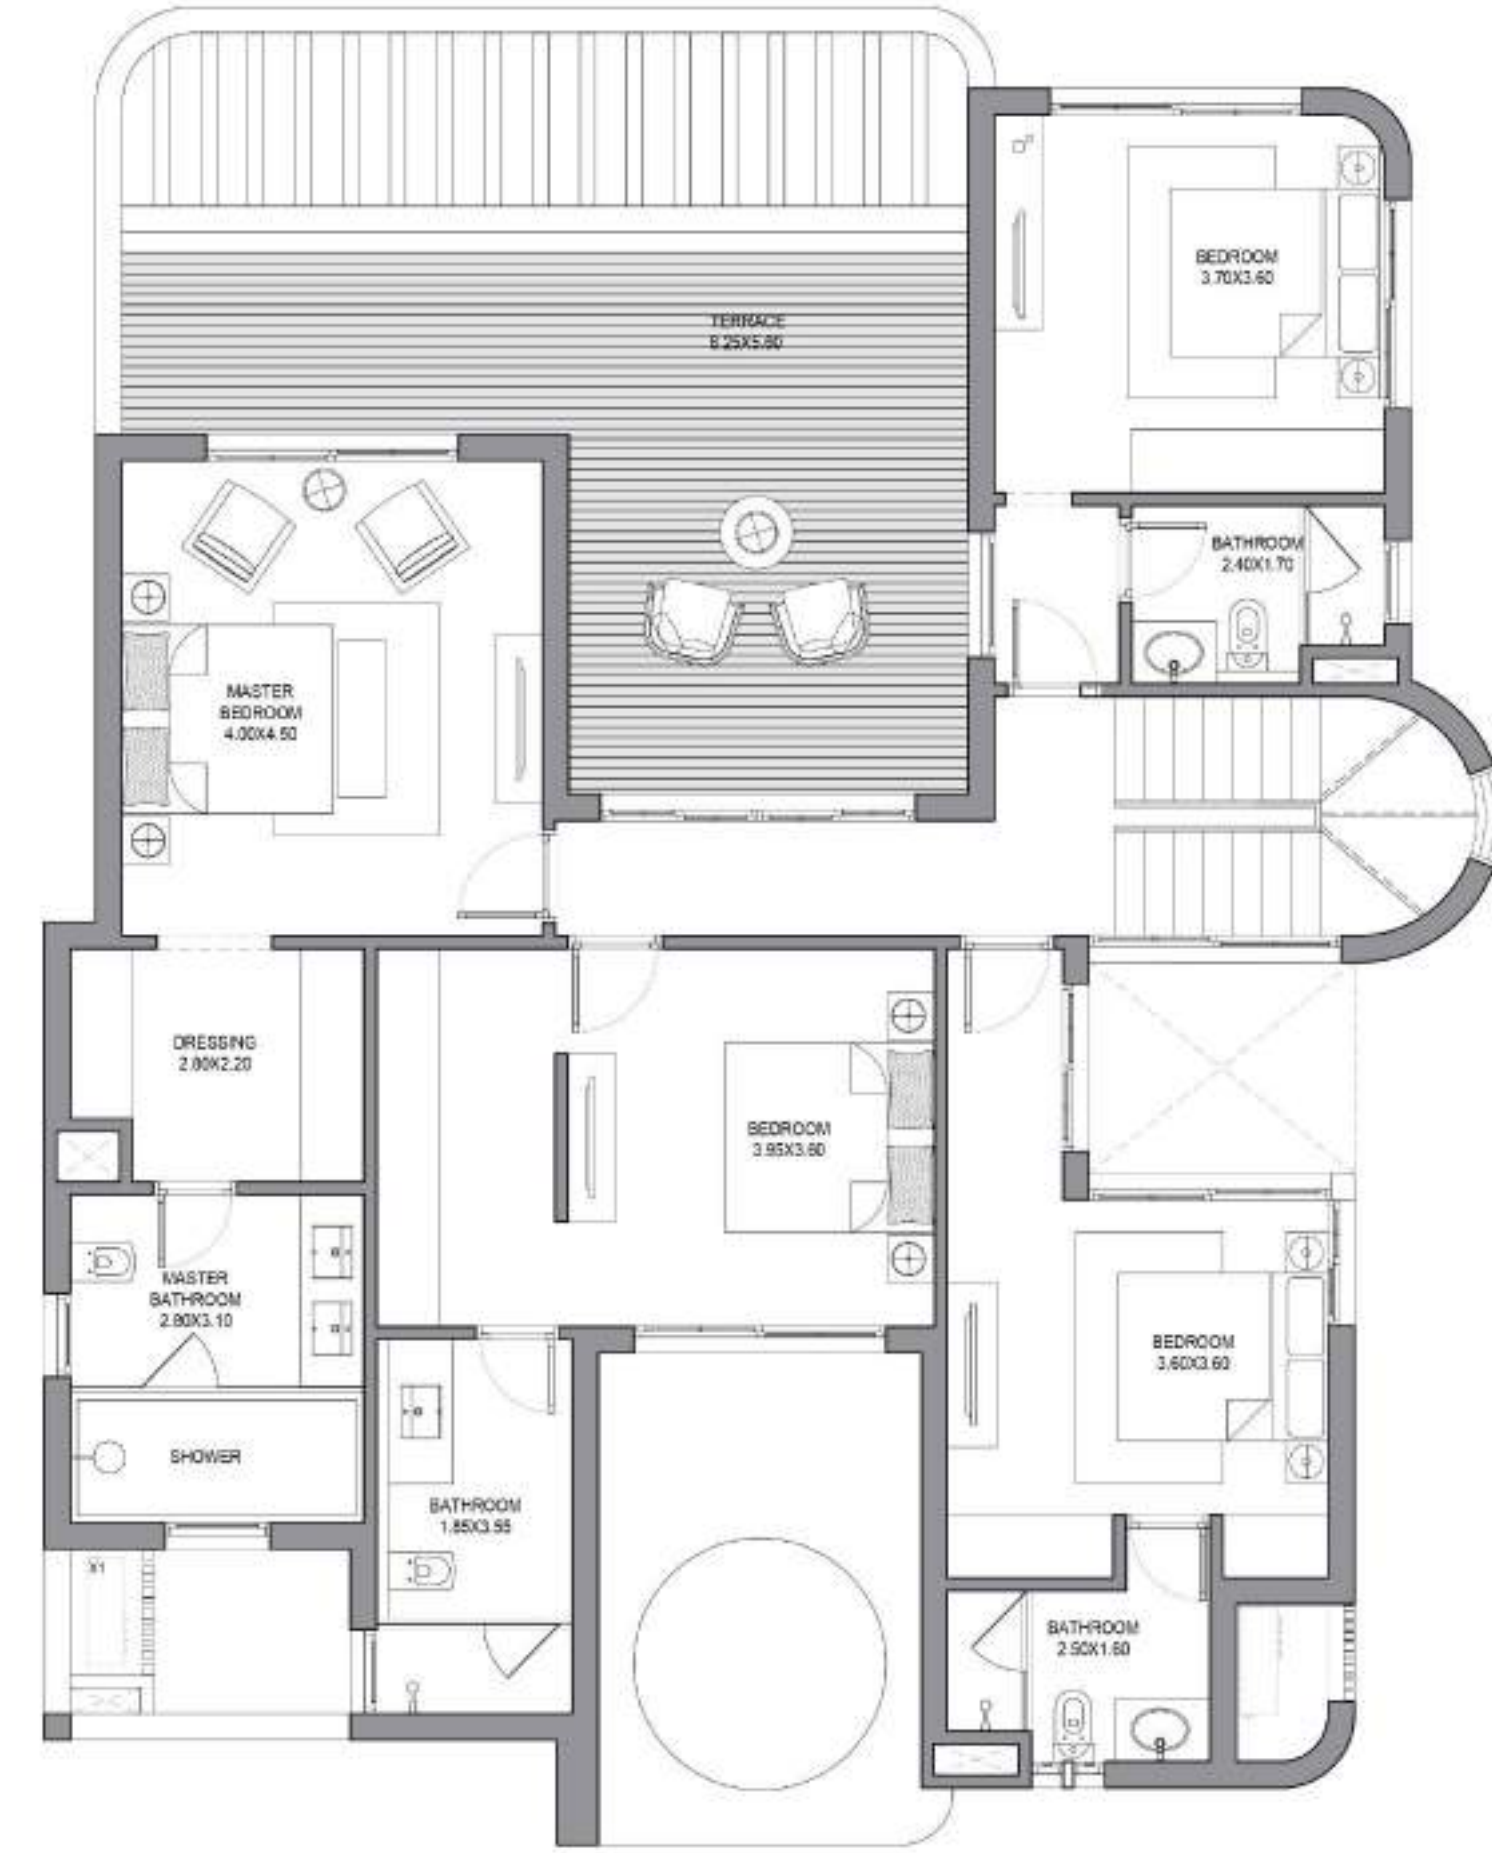 BEDROOM
3.70X3.60
TERRACE
8.25X5.80
BATHROOM
2.40X1.70
MASTER
BEDROOM
4.00X4.50
DRESSING
2.80X2.20
BEDROOM
3.95X3.60
MASTER
BATHROOM
2.80X3.10
BEDROOM
3.60X3.60
SHOWER
BATHROOM
1.85X3.55
X1
BATHROOM
2.50X1.60